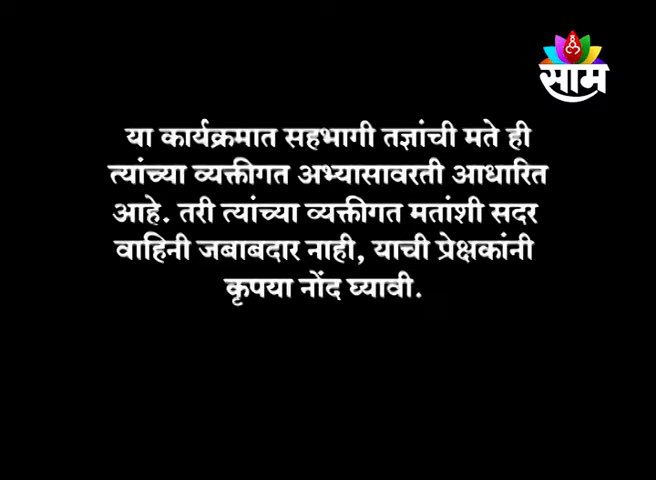 साम
या कार्यक्रमात सहभागी तज्ञांची मते ही
त्यांच्या व्यक्तीगत अभ्यासावरती आधारित
आहे. तरी त्यांच्या व्यक्तीगत मतांशी सदर
वाहिनी जबाबदार नाही, याची प्रेक्षकांनी
कृपया नोंद घ्यावी.